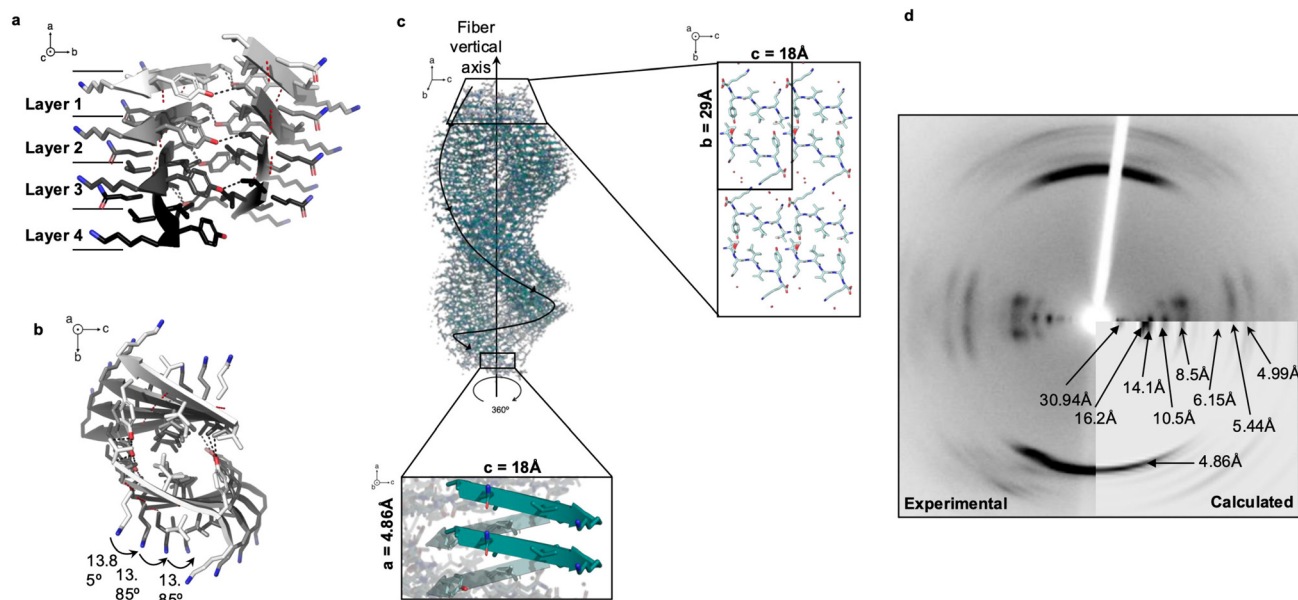 a
a
c
b
Layer 1
Layer 2
Layer 3
Layer 4
b
a
c
b
13.8
5º
13.
85º
13.
85º
c
Fiber
vertical
axis
a
c
b
360º
a
c
b
c = 18Å
b = 29Å
a
c
b
c = 18Å
a = 4.86Å
d
30.94Å
16.2Å
14.1Å
10.5Å
8.5Å
6.15Å
5.44Å
4.99Å
4.86Å
Experimental
Calculated